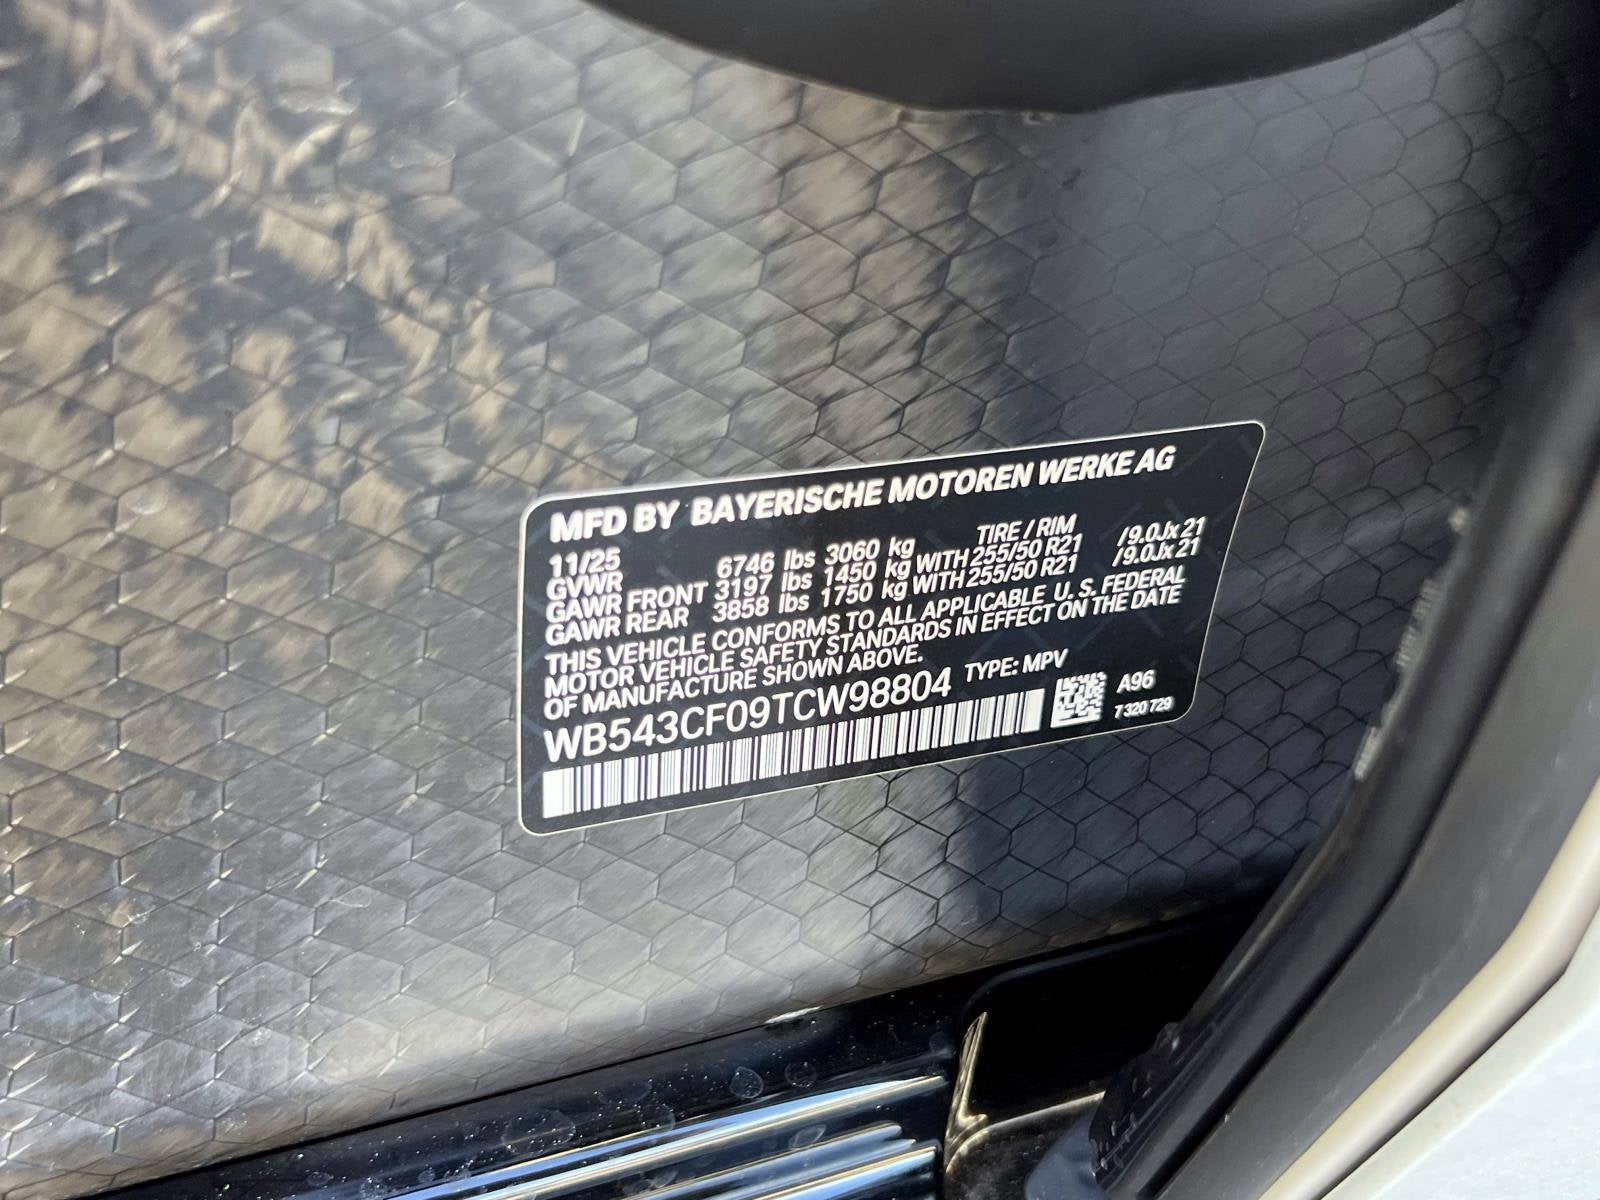 MFD BY BAYERISCHE MOTOREN WERKE AG
11/25 TIRE / RIM
GVWR 6746 lbs 3060 kg
GAWR FRONT 3197 lbs 1450 kg WITH 255/50 R21 / 9.0Jx 21
GAWR REAR 3858 lbs 1750 kg WITH 255/50 R21 / 9.0Jx 21
THIS VEHICLE CONFORMS TO ALL APPLICABLE U. S. FEDERAL
MOTOR VEHICLE SAFETY STANDARDS IN EFFECT ON THE DATE
OF MANUFACTURE SHOWN ABOVE.
WB543CF09TCW98804 TYPE: MPV
A96
7 320 729